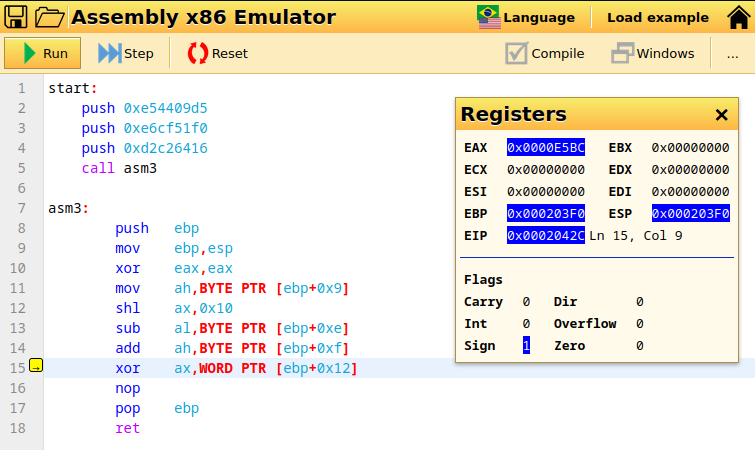 Assembly x86 Emulator Language Load example
Run Step Reset Compile Windows ...
1 start:
2 push 0xe54409d5
3 push 0xe6cf51f0
4 push 0xd2c26416
5 call asm3
6
7 asm3:
8 push ebp
9 mov ebp,esp
10 xor eax,eax
11 mov ah,BYTE PTR [ebp+0x9]
12 shl ax,0x10
13 sub al,BYTE PTR [ebp+0xe]
14 add ah,BYTE PTR [ebp+0xf]
15 xor ax,WORD PTR [ebp+0x12]
16 nop
17 pop ebp
18 ret
Registers ×
EAX 0x0000E5BC EBX 0x00000000
ECX 0x00000000 EDX 0x00000000
ESI 0x00000000 EDI 0x00000000
EBP 0x000203F0 ESP 0x000203F0
EIP 0x0002042C Ln 15, Col 9
Flags
Carry 0 Dir 0
Int 0 Overflow 0
Sign 1 Zero 0